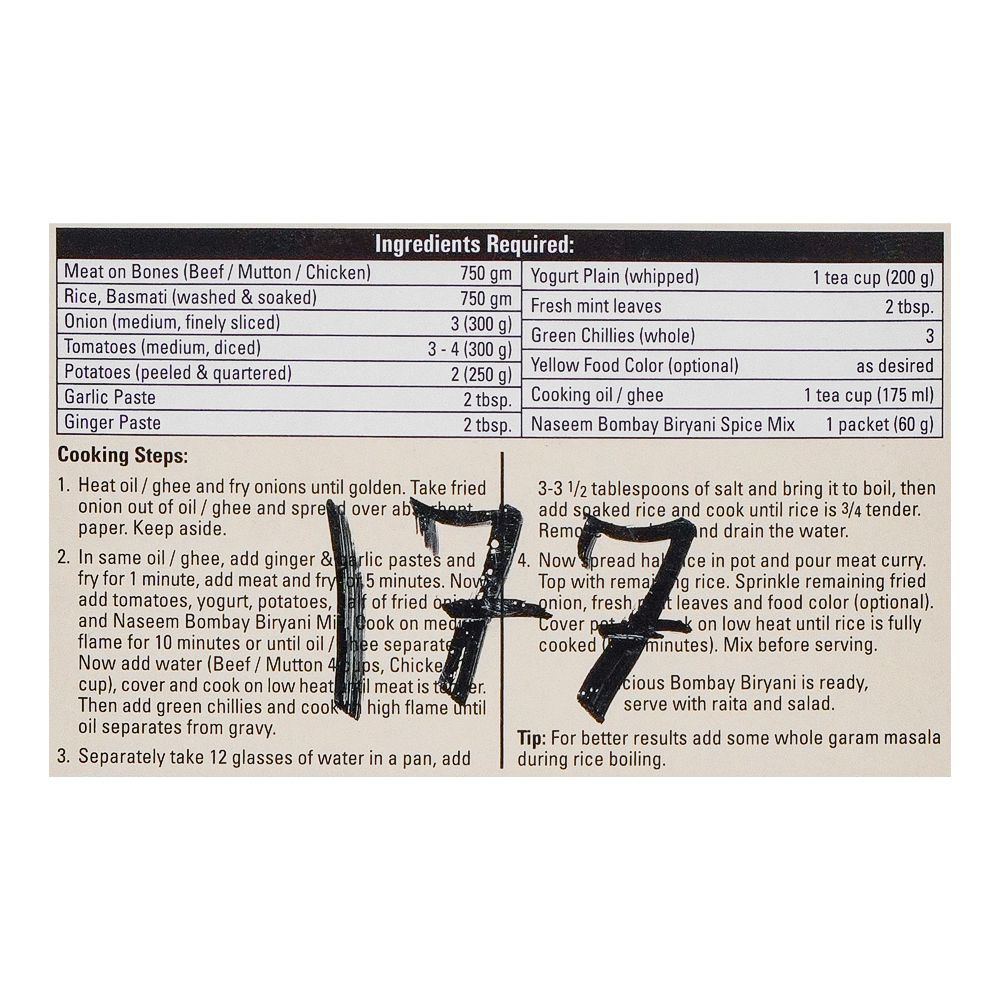 Ingredients Required:
Meat on Bones (Beef / Mutton / Chicken) 750 gm
Rice, Basmati (washed & soaked) 750 gm
Onion (medium, finely sliced) 3 (300 g)
Tomatoes (medium, diced) 3 - 4 (300 g)
Potatoes (peeled & quartered) 2 (250 g)
Garlic Paste 2 tbsp.
Ginger Paste 2 tbsp.
Yogurt Plain (whipped) 1 tea cup (200 g)
Fresh mint leaves 2 tbsp.
Green Chillies (whole) 3
Yellow Food Color (optional) as desired
Cooking oil / ghee 1 tea cup (175 ml)
Naseem Bombay Biryani Spice Mix 1 packet (60 g)
Cooking Steps:
1. Heat oil / ghee and fry onions until golden. Take fried
onion out of oil / ghee and spread over
paper. Keep aside.
2. In same oil / ghee, add ginger & garlic pastes and
fry for 1 minute, add meat and fry 5 minutes. Now
add tomatoes, yogurt, potatoes, of fried
and Naseem Bombay Biryani Mix. Cook on
flame for 10 minutes or until oil / ghee
Now add water (Beef / Mutton 4 cups,
cup), cover and cook on low heat until meat is tender.
Then add green chillies and cook on high flame until
oil separates from gravy.
3. Separately take 12 glasses of water in a pan, add
3-3 1/2 tablespoons of salt and bring it to boil, then
add soaked rice and cook until rice is 3/4 tender.
and drain the water.
4. Now spread rice in pot and pour meat curry.
Top with remaining rice. Sprinkle remaining fried
onion, fresh leaves and food color (optional).
Cover on low heat until rice is fully
cooked minutes). Mix before serving.
Bombay Biryani is ready,
serve with raita and salad.
Tip: For better results add some whole garam masala
during rice boiling.
177